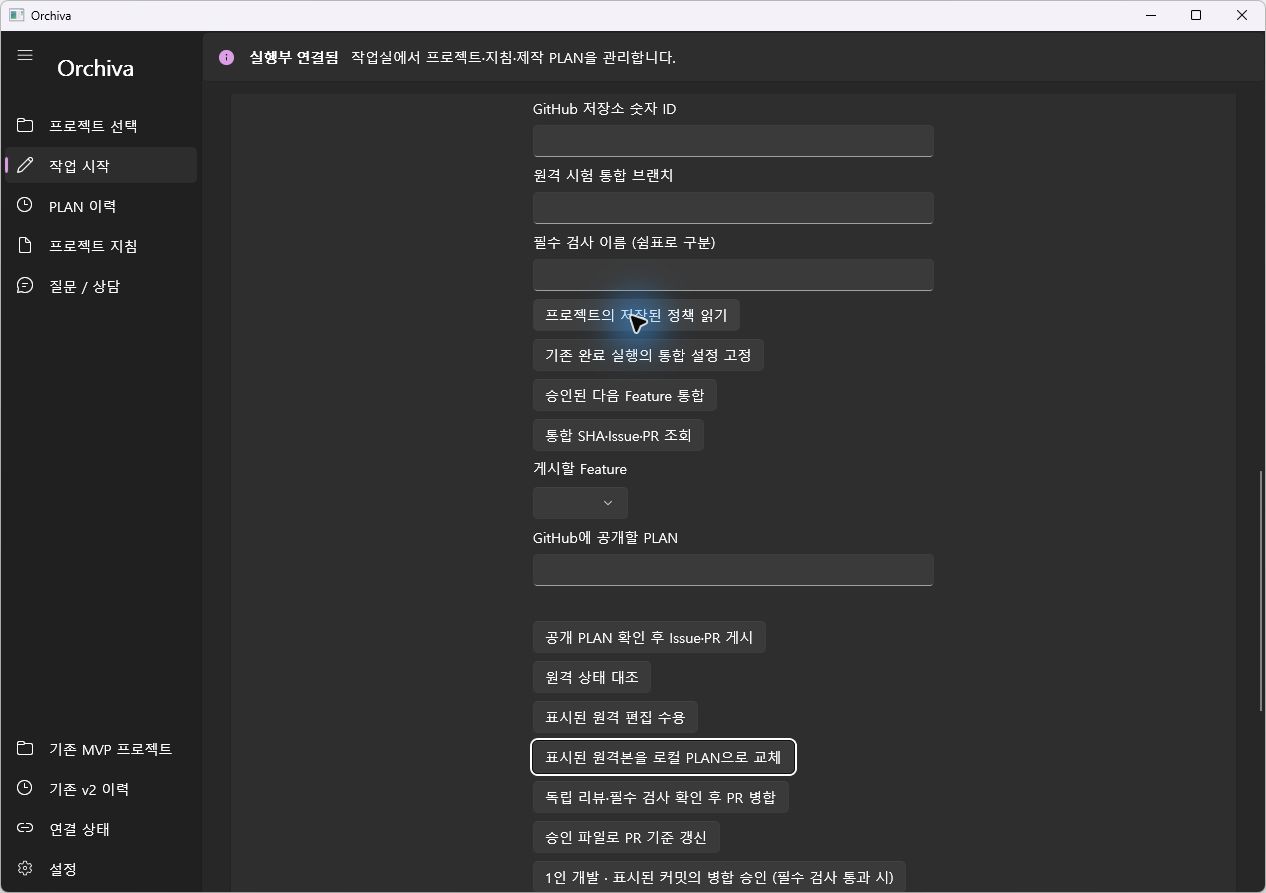 Orchiva
Orchiva
실행부 연결됨 작업실에서 프로젝트·지침·제작 PLAN을 관리합니다.
프로젝트 선택
작업 시작
PLAN 이력
프로젝트 지침
질문 / 상담
기존 MVP 프로젝트
기존 v2 이력
연결 상태
설정
GitHub 저장소 숫자 ID
원격 시험 통합 브랜치
필수 검사 이름 (쉼표로 구분)
프로젝트의 저장된 정책 읽기
기존 완료 실행의 통합 설정 고정
승인된 다음 Feature 통합
통합 SHA·Issue·PR 조회
게시할 Feature
GitHub에 공개할 PLAN
공개 PLAN 확인 후 Issue·PR 게시
원격 상태 대조
표시된 원격 편집 수용
표시된 원격본을 로컬 PLAN으로 교체
독립 리뷰·필수 검사 확인 후 PR 병합
승인 파일로 PR 기준 갱신
1인 개발 · 표시된 커밋의 병합 승인 (필수 검사 통과 시)